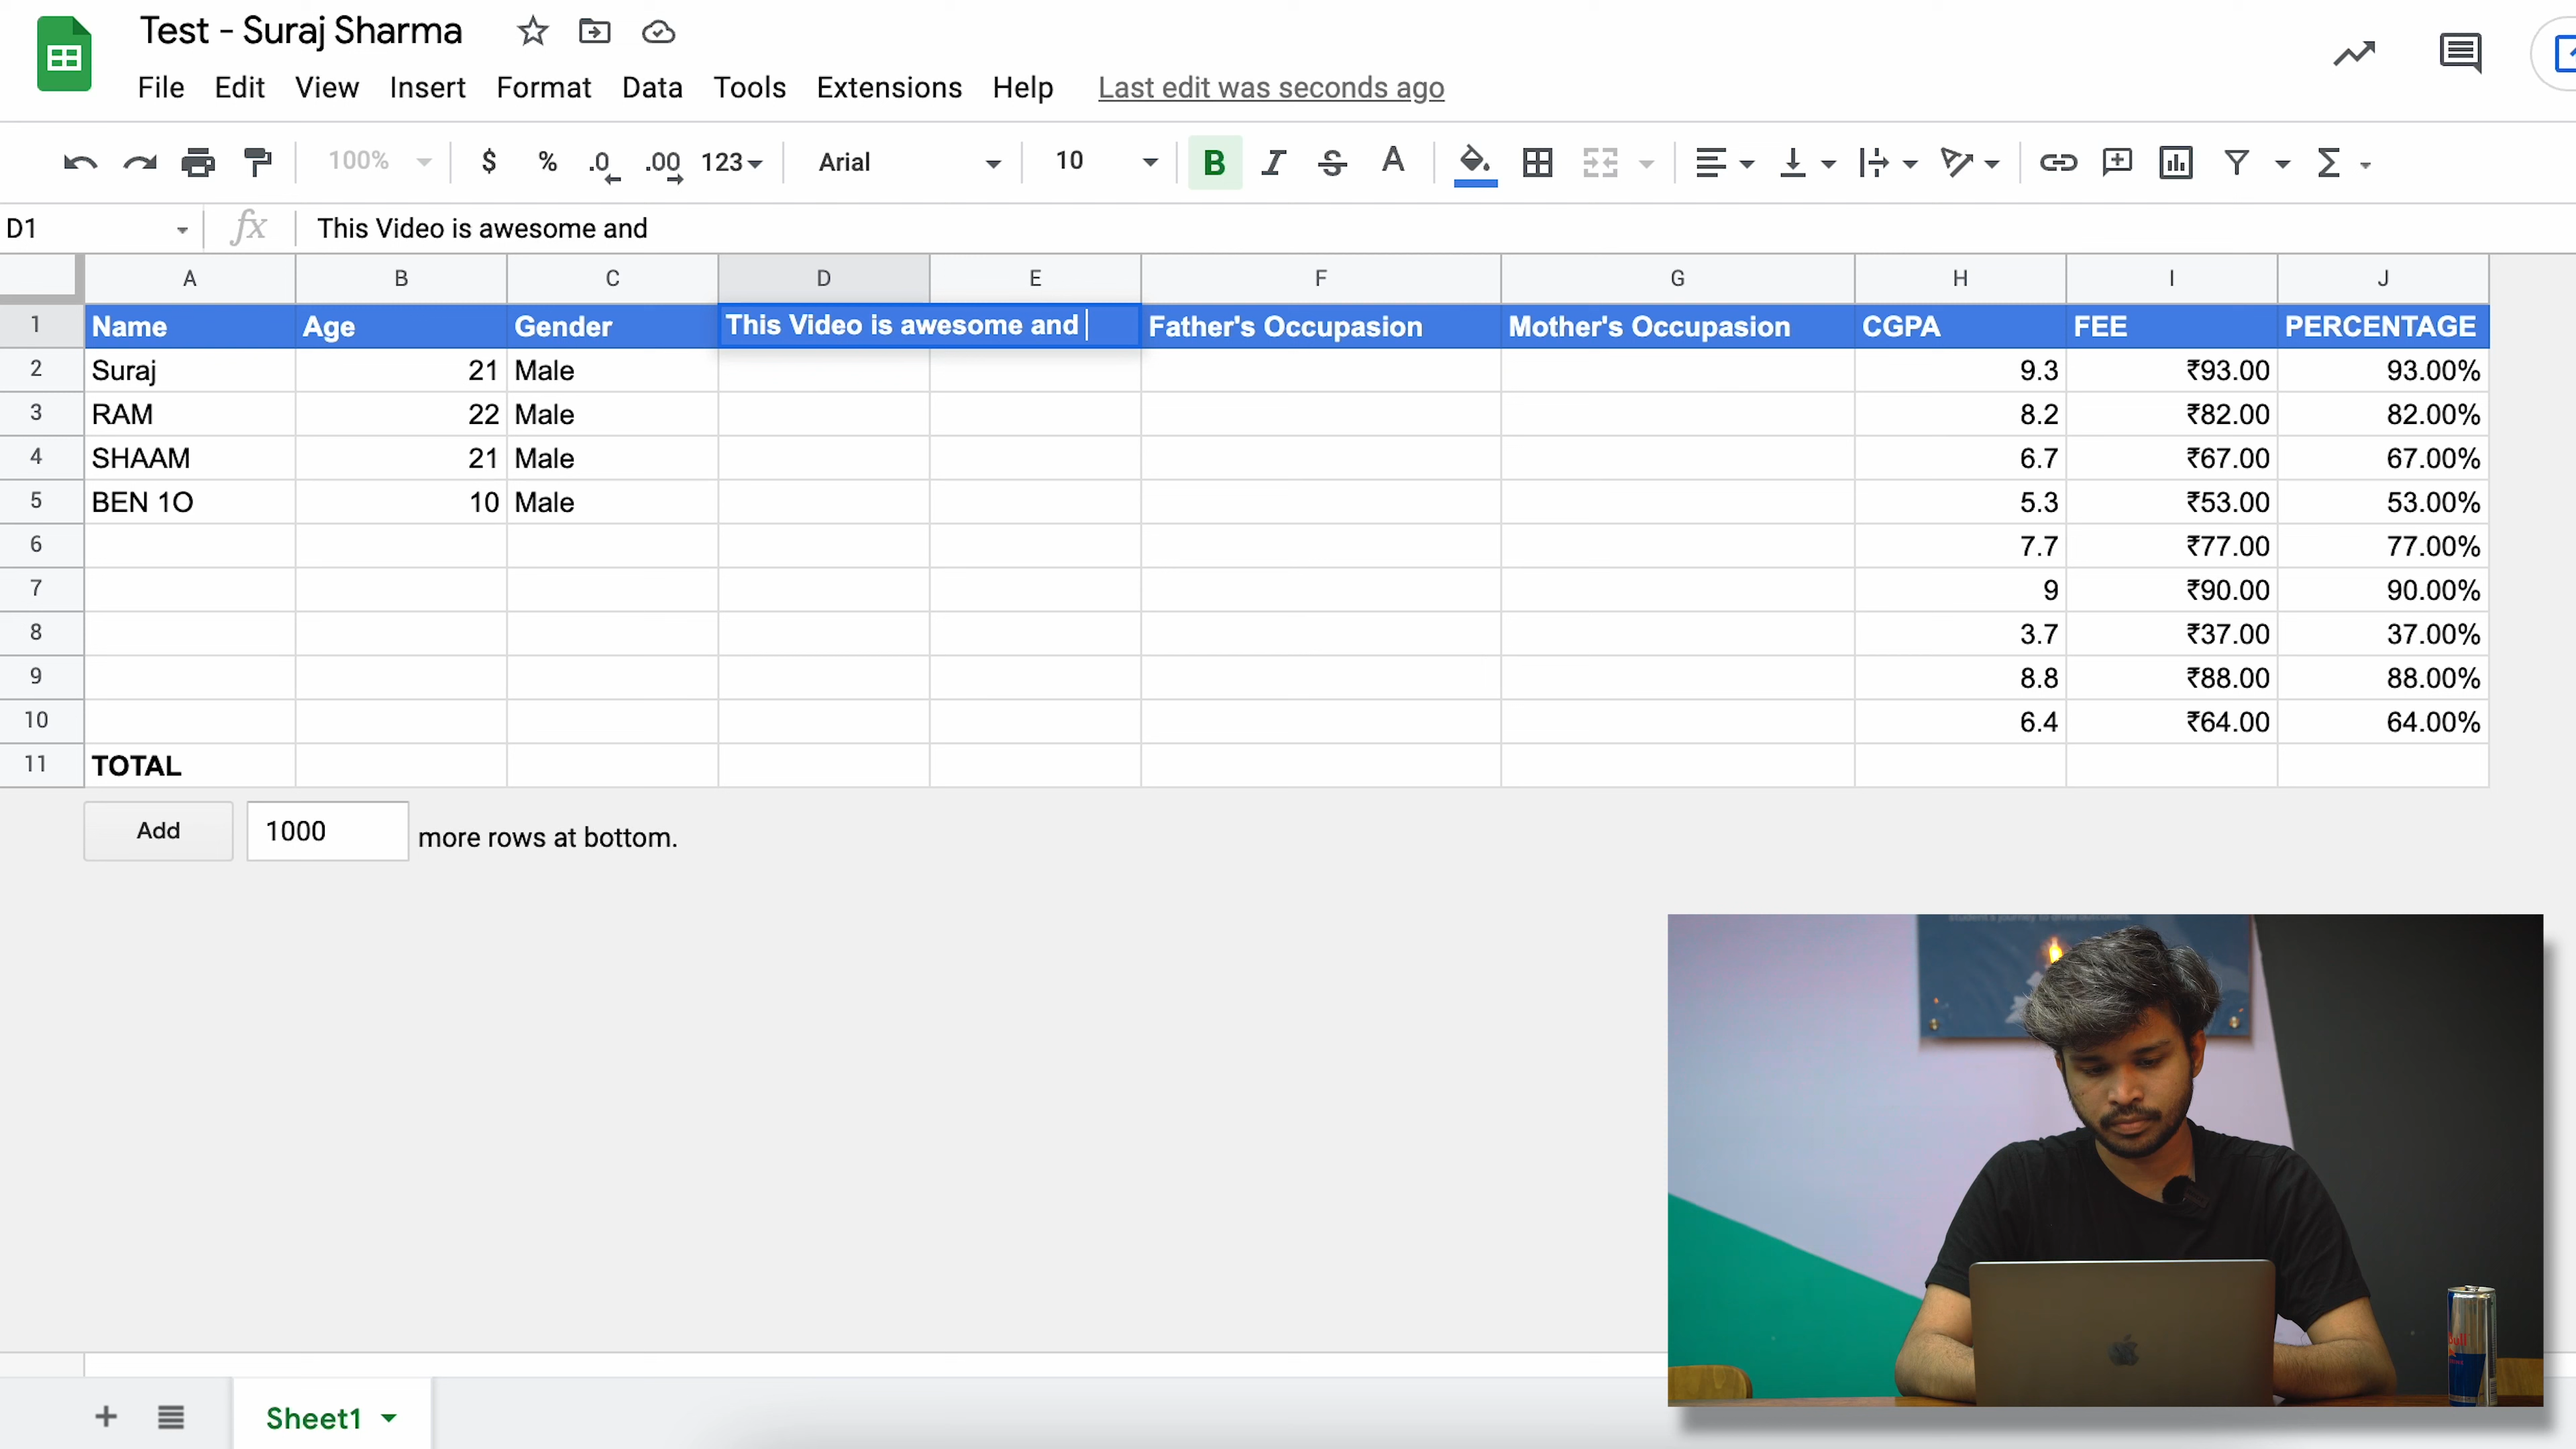 Test - Suraj Sharma
File Edit View Insert Format Data Tools Extensions Help Last edit was seconds ago
100% $ % .0 .00 123 Arial 10 B I S A Σ
D1 fx This Video is awesome and
A B C D E F G H I J
1 Name Age Gender This Video is awesome and Father's Occupasion Mother's Occupasion CGPA FEE PERCENTAGE
2 Suraj 21 Male 9.3 ₹93.00 93.00%
3 RAM 22 Male 8.2 ₹82.00 82.00%
4 SHAAM 21 Male 6.7 ₹67.00 67.00%
5 BEN 1O 10 Male 5.3 ₹53.00 53.00%
6 7.7 ₹77.00 77.00%
7 9 ₹90.00 90.00%
8 3.7 ₹37.00 37.00%
9 8.8 ₹88.00 88.00%
10 6.4 ₹64.00 64.00%
11 TOTAL
Add 1000 more rows at bottom.
Sheet1